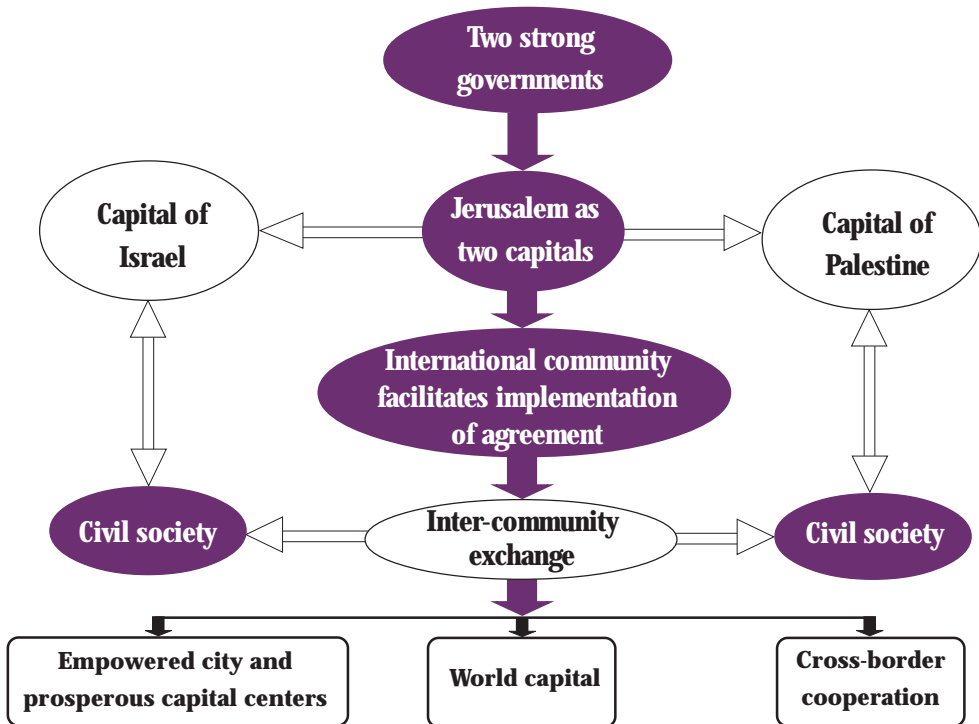 Two strong
governments
Capital of
Israel
Jerusalem as
two capitals
Capital of
Palestine
International community
facilitates implementation
of agreement
Civil society
Inter-community
exchange
Civil society
Empowered city and
prosperous capital centers
World capital
Cross-border
cooperation